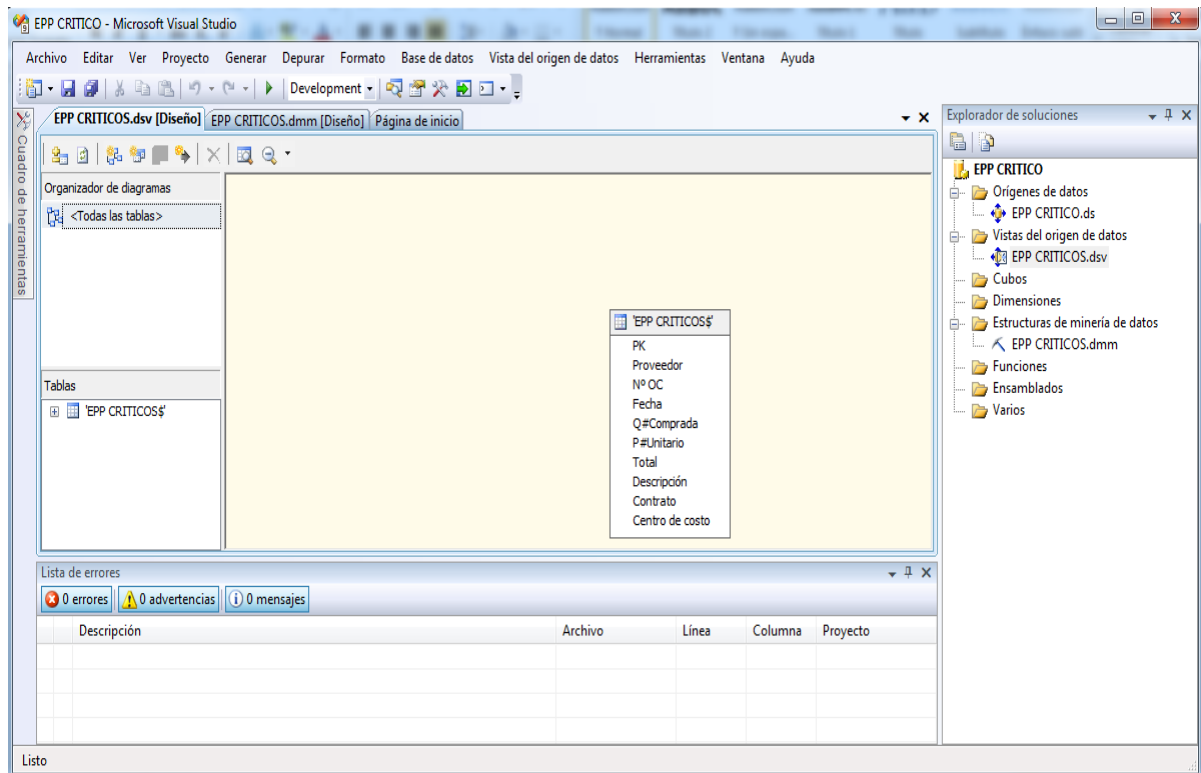 EPP CRITICO - Microsoft Visual Studio
Archivo Editar Ver Proyecto Generar Depurar Formato Base de datos Vista del origen de datos Herramientas Ventana Ayuda
Development
EPP CRITICOS.dsv [Diseño] EPP CRITICOS.dmm [Diseño] Página de inicio
Cuadro de herramientas
Organizador de diagramas
<Todas las tablas>
Tablas
'EPP CRITICOS$'
'EPP CRITICOS$'
PK
Proveedor
Nº OC
Fecha
Q#Comprada
P#Unitario
Total
Descripción
Contrato
Centro de costo
Explorador de soluciones
EPP CRITICO
Orígenes de datos
EPP CRITICO.ds
Vistas del origen de datos
EPP CRITICOS.dsv
Cubos
Dimensiones
Estructuras de minería de datos
EPP CRITICOS.dmm
Funciones
Ensamblados
Varios
Lista de errores
0 errores 0 advertencias 0 mensajes
Descripción Archivo Línea Columna Proyecto
Listo